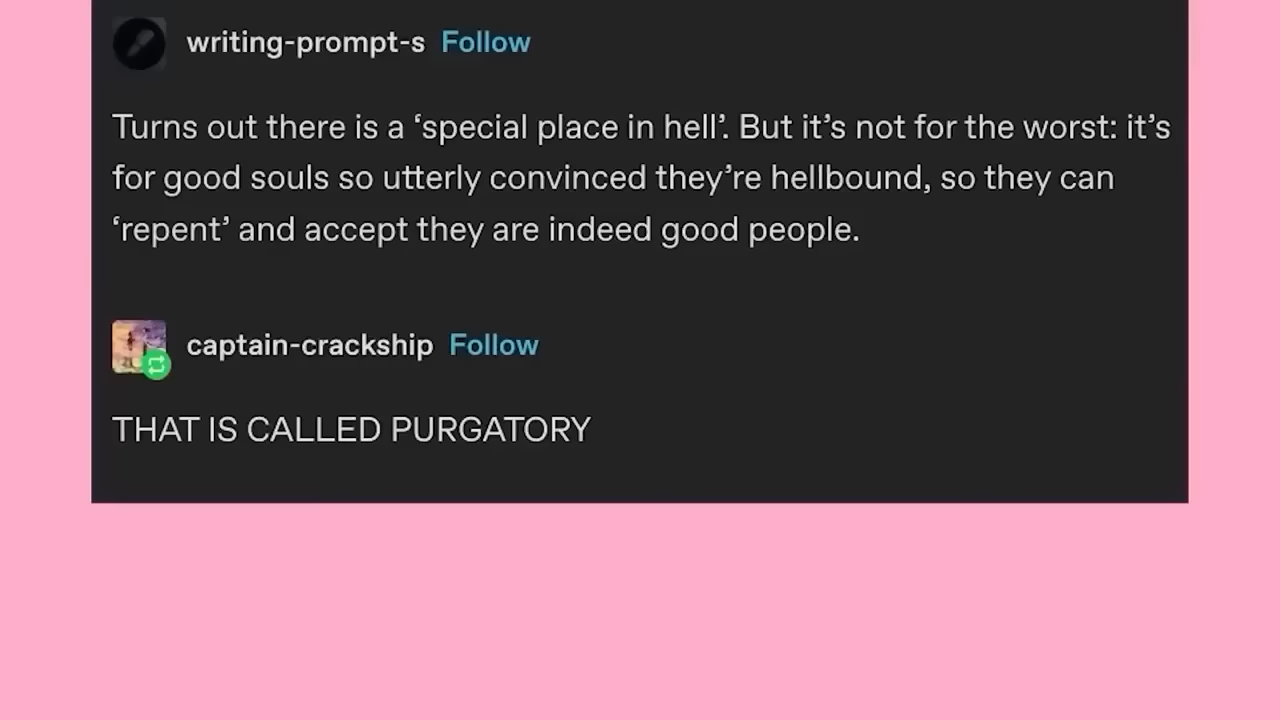 writing-prompt-s Follow
Turns out there is a ‘special place in hell’. But it’s not for the worst: it’s
for good souls so utterly convinced they’re hellbound, so they can
‘repent’ and accept they are indeed good people.
captain-crackship Follow
THAT IS CALLED PURGATORY